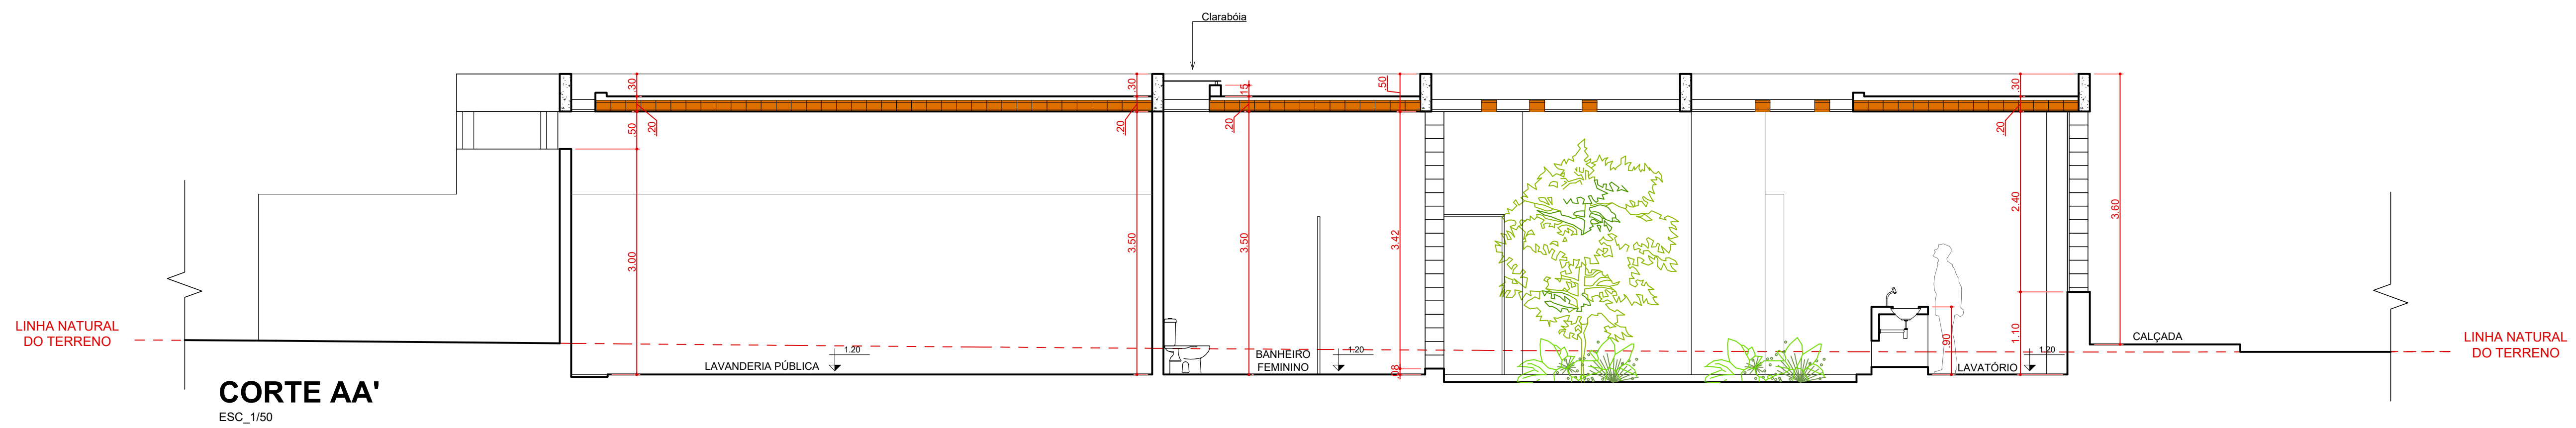 Clarabóia
.30
.30
.15
.50
.30
.50
.20
.20
.20
.20
3.00
3.50
3.50
3.42
2.40
3.60
LINHA NATURAL
DO TERRENO
LAVANDERIA PÚBLICA
1.20
BANHEIRO
FEMININO
1.20
.08
.90
1.10
LAVATÓRIO
1.20
CALÇADA
LINHA NATURAL
DO TERRENO
CORTE AA'
ESC_1/50